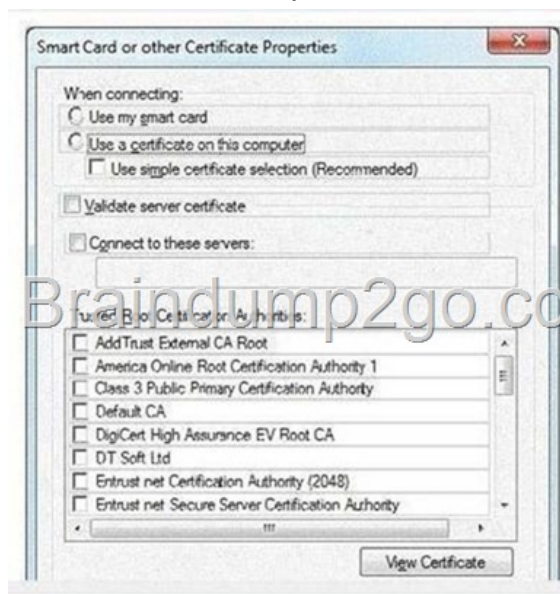 Smart Card or other Certificate Properties
When connecting:
Use my smart card
Use a certificate on this computer
Use simple certificate selection (Recommended)
Validate server certificate
Connect to these servers:
Braindump2go.co
Trusted Root Certification Authorities:
AddTrust External CA Root
America Online Root Certification Authority 1
Class 3 Public Primary Certification Authority
Default CA
DigiCert High Assurance EV Root CA
DT Soft Ltd
Entrust net Certification Authority (2048)
Entrust net Secure Server Certification Authority
View Certificate